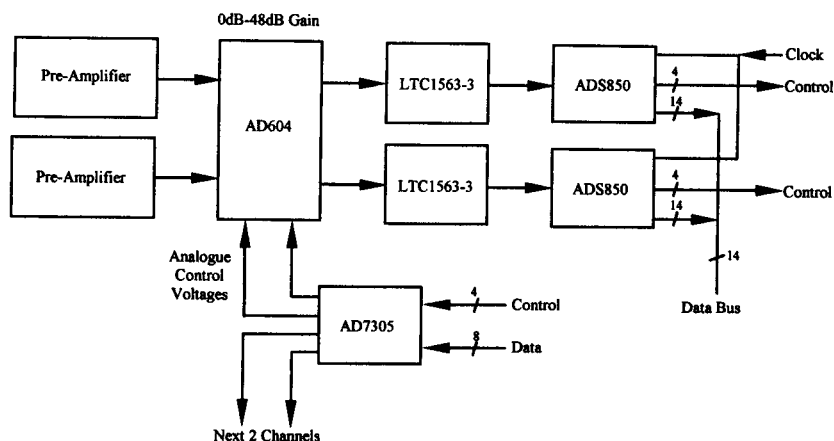 0dB-48dB Gain
Pre-Amplifier
AD604
LTC1563-3
ADS850
Clock
4
Control
14
Pre-Amplifier
LTC1563-3
ADS850
4
Control
14
14
Data Bus
Analogue
Control
Voltages
AD7305
4
Control
8
Data
Next 2 Channels